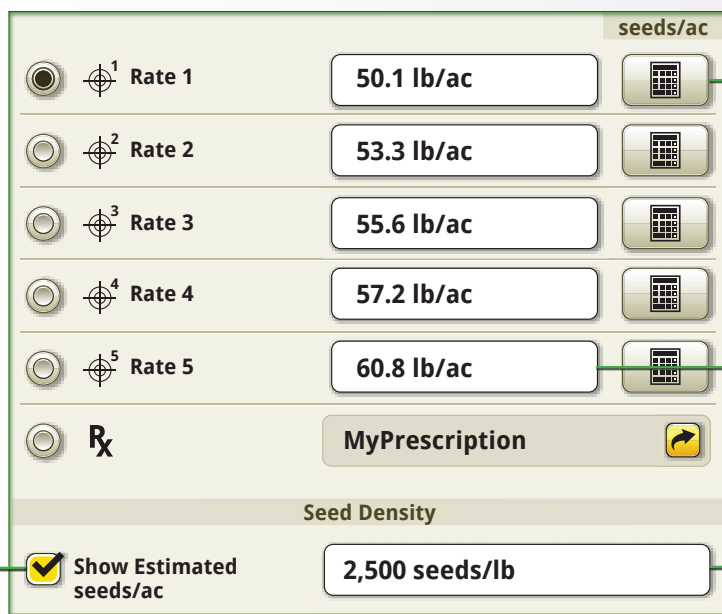 seeds/ac
1 Rate 1 50.1 lb/ac
2 Rate 2 53.3 lb/ac
3 Rate 3 55.6 lb/ac
4 Rate 4 57.2 lb/ac
5 Rate 5 60.8 lb/ac
Rx MyPrescription
Seed Density
Show Estimated
seeds/ac
2,500 seeds/lb